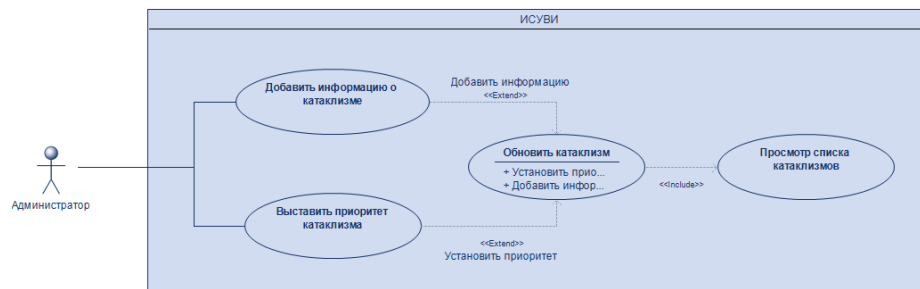 ИСУВИ
Добавить информацию о
катаклизме
Добавить информацию
<<Extend>>
Обновить катаклизм
+ Установить прио...
+ Добавить инфор...
Просмотр списка
катаклизмов
<<Include>>
Администратор
Выставить приоритет
катаклизма
<<Extend>>
Установить приоритет